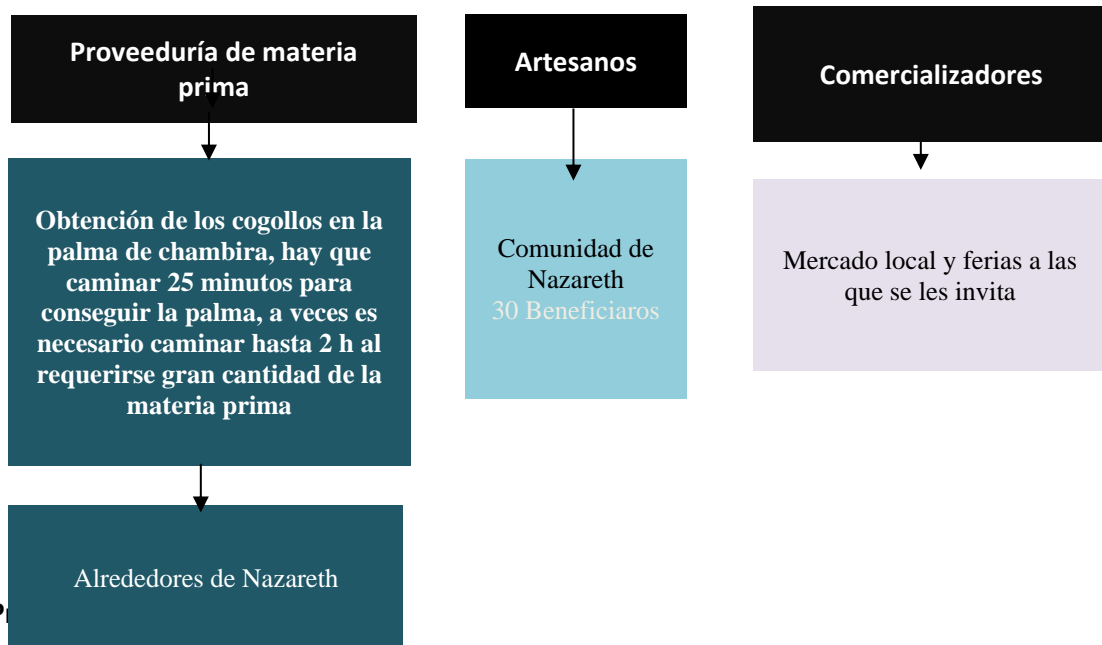 Proveeduría de materia
prima
Obtención de los cogollos en la
palma de chambira, hay que
caminar 25 minutos para
conseguir la palma, a veces es
necesario caminar hasta 2 h al
requerirse gran cantidad de la
materia prima
Alrededores de Nazareth
Artesanos
Comunidad de
Nazareth
30 Beneficiaros
Comercializadores
Mercado local y ferias a las
que se les invita